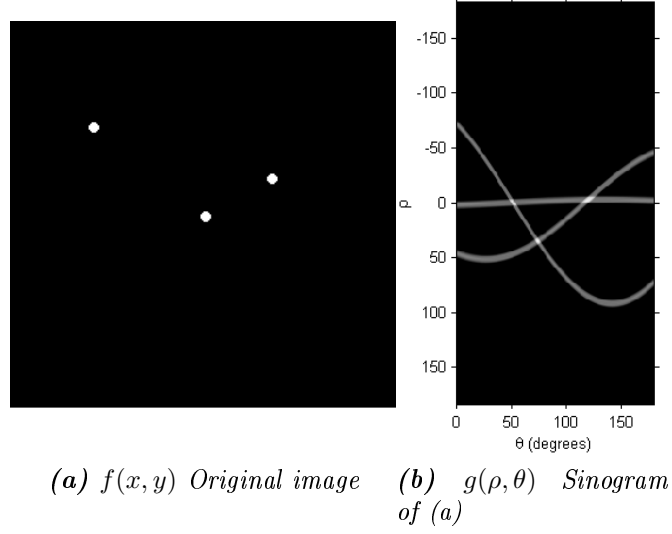 -150
-100
-50
0
50
100
150
ρ
0 50 100 150
θ (degrees)
(a) f(x, y) Original image
(b) g(ρ, θ) Sinogram
of (a)